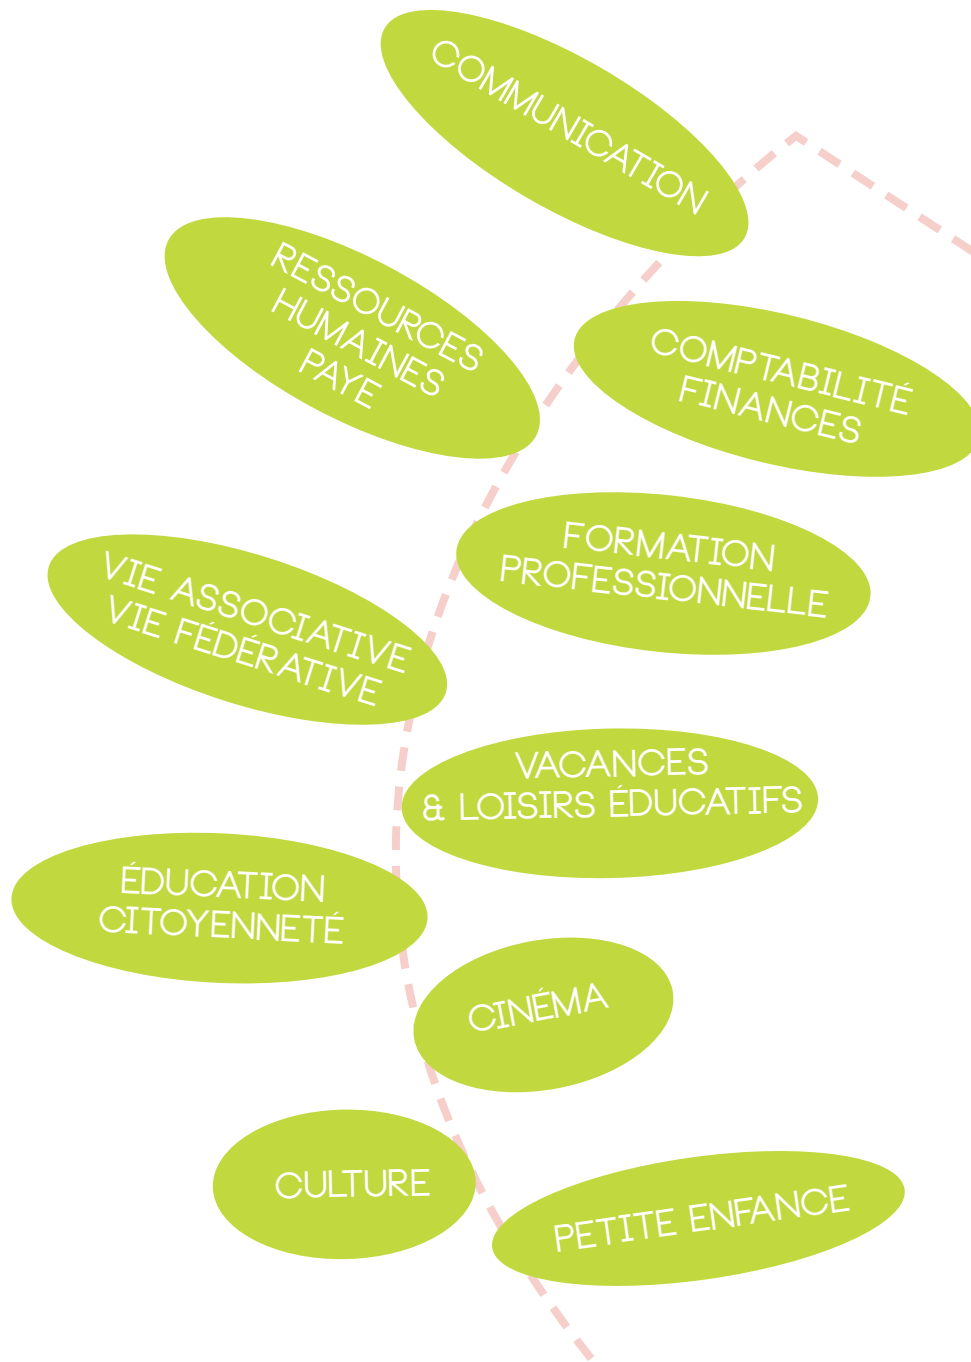 COMMUNICATION
RESSOURCES
HUMAINES
PAYE
COMPTABILITÉ
FINANCES
FORMATION
PROFESSIONNELLE
VIE ASSOCIATIVE
VIE FÉDÉRATIVE
VACANCES
& LOISIRS ÉDUCATIFS
ÉDUCATION
CITOYENNETÉ
CINÉMA
CULTURE
PETITE ENFANCE